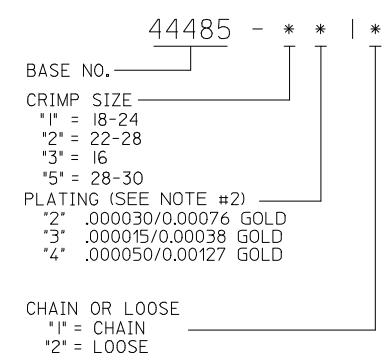 44485 - * * 1 *
BASE NO.
CRIMP SIZE
"1" = 18-24
"2" = 22-28
"3" = 16
"5" = 28-30
PLATING (SEE NOTE #2)
"2" .000030/0.00076 GOLD
"3" .000015/0.00038 GOLD
"4" .000050/0.00127 GOLD
CHAIN OR LOOSE
"1" = CHAIN
"2" = LOOSE